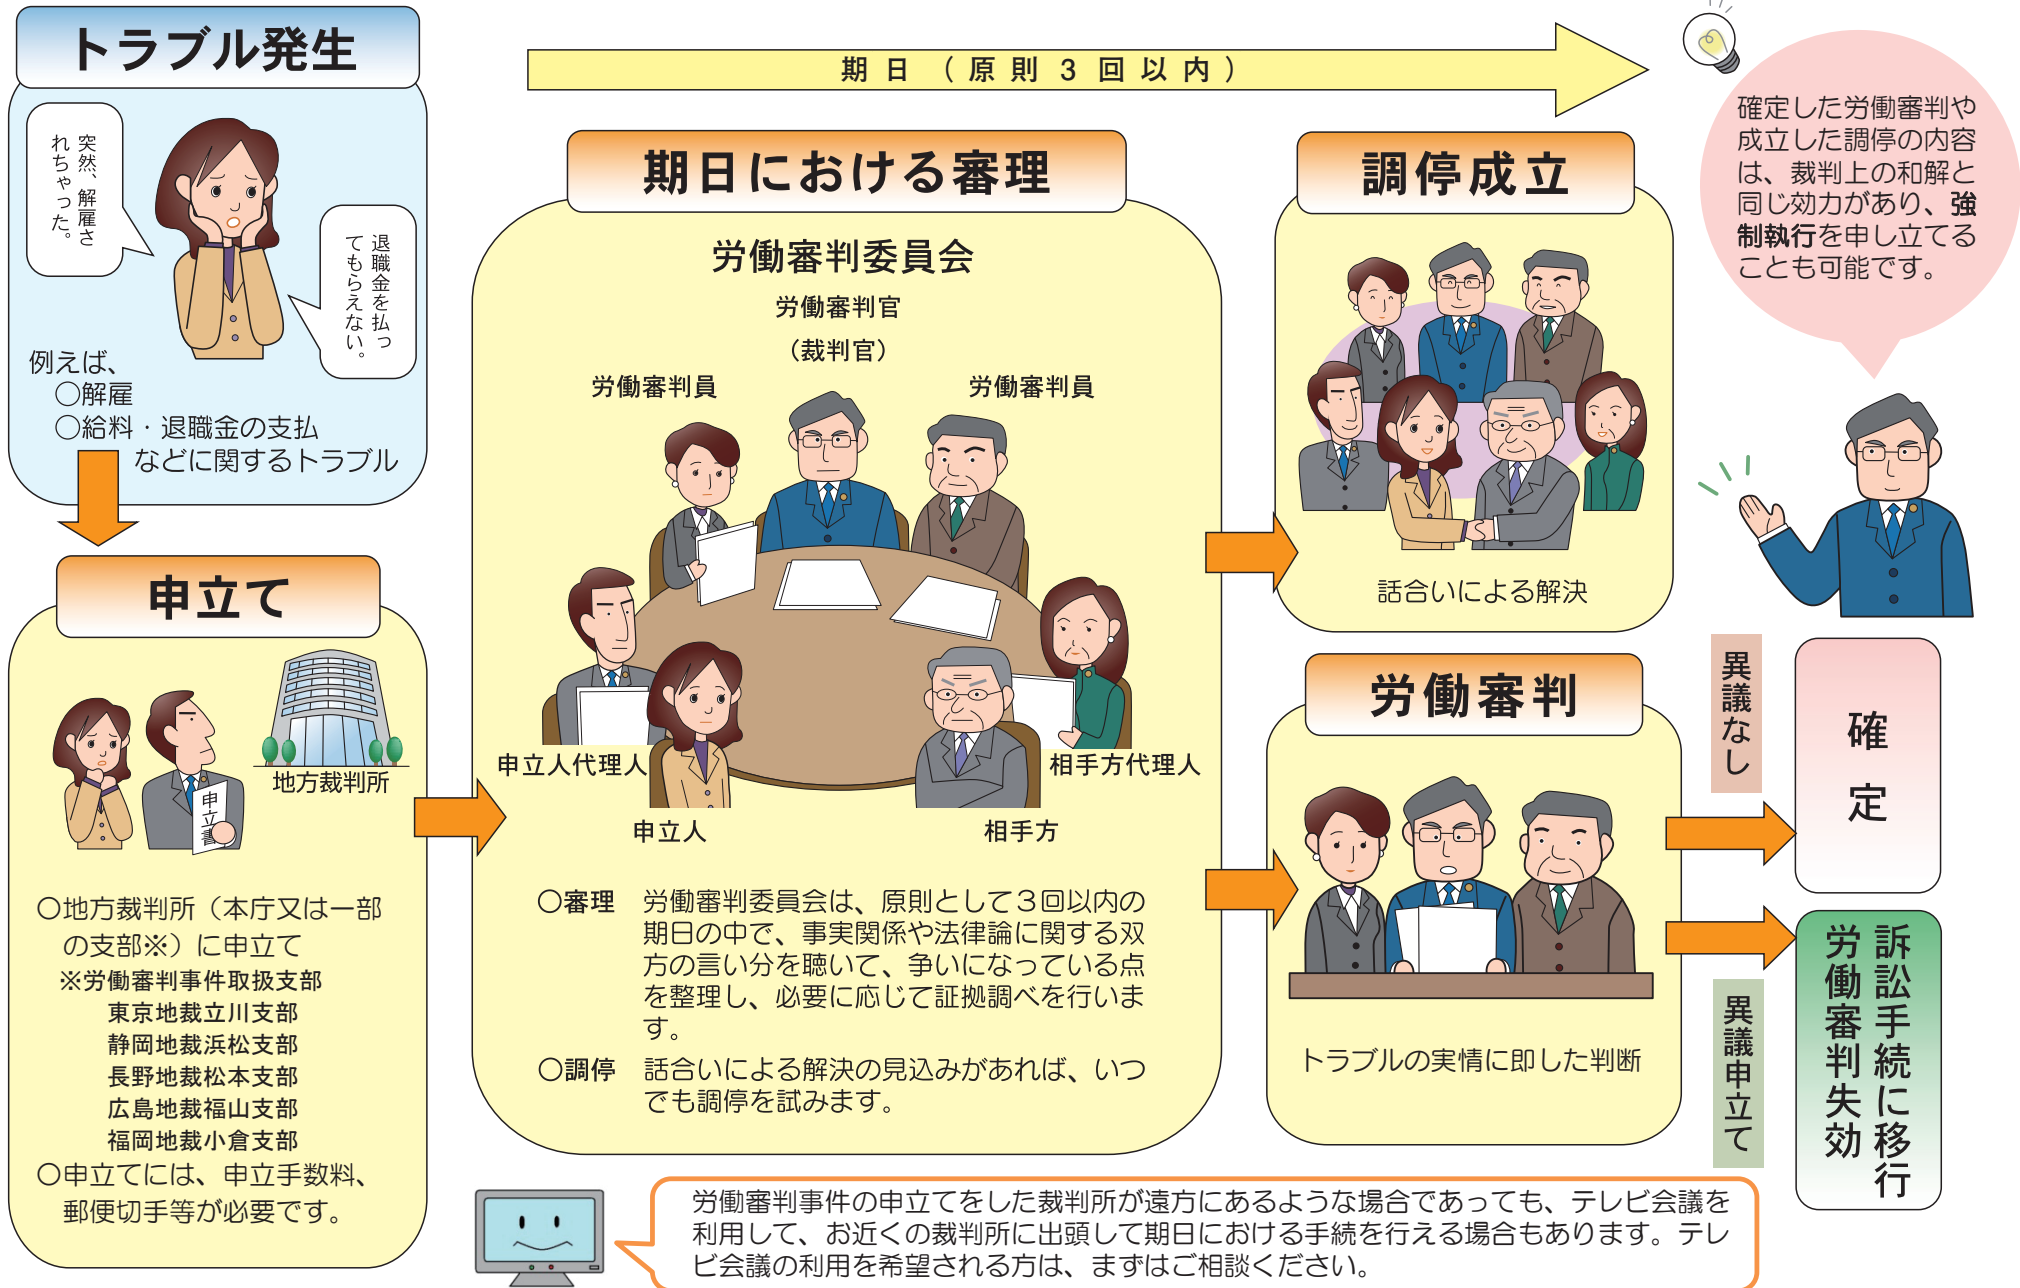 トラブル発生
突然、解雇さ
れちゃった。
退職金を払っ
てもらえない。
例えば、
○解雇
○給料・退職金の支払
などに関するトラブル
申立て
申立書
地方裁判所
○地方裁判所（本庁又は一部
の支部※）に申立て
※労働審判事件取扱支部
東京地裁立川支部
静岡地裁浜松支部
長野地裁松本支部
広島地裁福山支部
福岡地裁小倉支部
○申立てには、申立手数料、
郵便切手等が必要です。
期日（原則３回以内）
期日における審理
労働審判委員会
労働審判官
（裁判官）
労働審判員
労働審判員
申立人代理人
相手方代理人
申立人
相手方
○審理　労働審判委員会は、原則として３回以内の
期日の中で、事実関係や法律論に関する双
方の言い分を聴いて、争いになっている点
を整理し、必要に応じて証拠調べを行いま
す。
○調停　話合いによる解決の見込みがあれば、いつ
でも調停を試みます。
調停成立
話合いによる解決
労働審判
トラブルの実情に即した判断
確定した労働審判や
成立した調停の内容
は、裁判上の和解と
同じ効力があり、強
制執行を申し立てる
ことも可能です。
異議なし
確定
異議申立て
訴訟手続に移行
労働審判失効
労働審判事件の申立てをした裁判所が遠方にあるような場合であっても、テレビ会議を
利用して、お近くの裁判所に出頭して期日における手続を行える場合もあります。テレ
ビ会議の利用を希望される方は、まずはご相談ください。